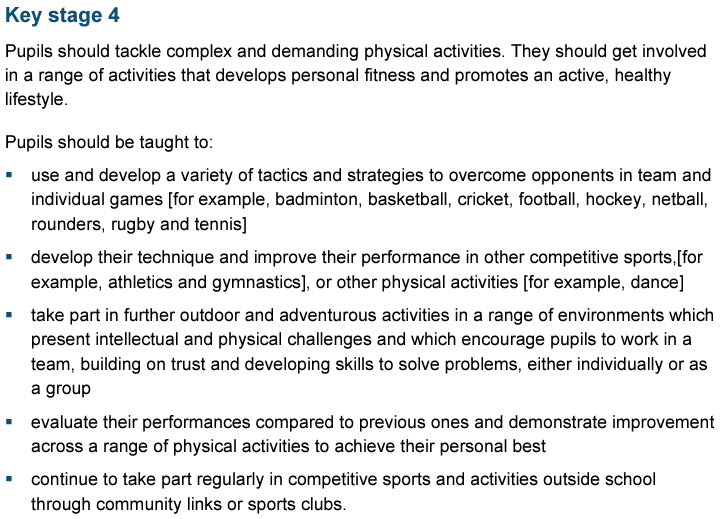 Key stage 4
Pupils should tackle complex and demanding physical activities. They should get involved
in a range of activities that develops personal fitness and promotes an active, healthy
lifestyle.
Pupils should be taught to:
▪ use and develop a variety of tactics and strategies to overcome opponents in team and
individual games [for example, badminton, basketball, cricket, football, hockey, netball,
rounders, rugby and tennis]
▪ develop their technique and improve their performance in other competitive sports,[for
example, athletics and gymnastics], or other physical activities [for example, dance]
▪ take part in further outdoor and adventurous activities in a range of environments which
present intellectual and physical challenges and which encourage pupils to work in a
team, building on trust and developing skills to solve problems, either individually or as
a group
▪ evaluate their performances compared to previous ones and demonstrate improvement
across a range of physical activities to achieve their personal best
▪ continue to take part regularly in competitive sports and activities outside school
through community links or sports clubs.